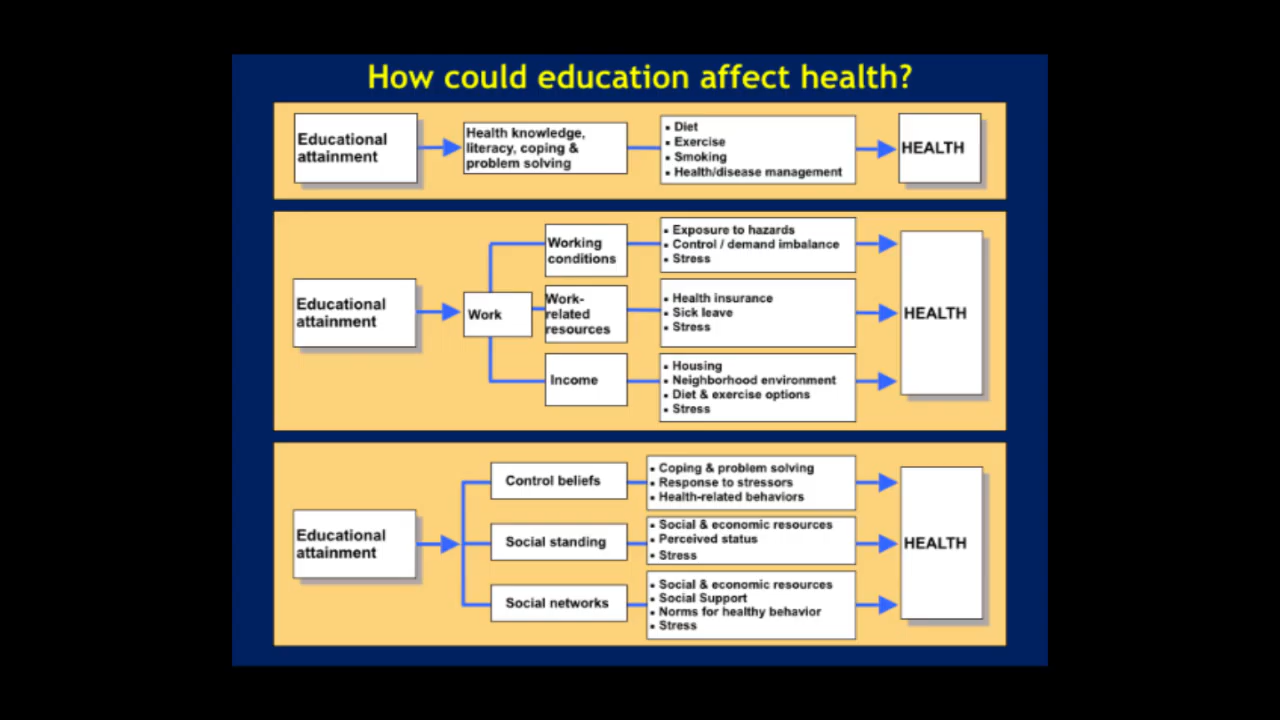 How could education affect health?
Educational
attainment
Health knowledge,
literacy, coping &
problem solving
▪ Diet
▪ Exercise
▪ Smoking
▪ Health/disease management
HEALTH
Educational
attainment
Work
Working
conditions
▪ Exposure to hazards
▪ Control / demand imbalance
▪ Stress
Work-
related
resources
▪ Health insurance
▪ Sick leave
▪ Stress
Income
▪ Housing
▪ Neighborhood environment
▪ Diet & exercise options
▪ Stress
HEALTH
Educational
attainment
Control beliefs
▪ Coping & problem solving
▪ Response to stressors
▪ Health-related behaviors
Social standing
▪ Social & economic resources
▪ Perceived status
▪ Stress
Social networks
▪ Social & economic resources
▪ Social Support
▪ Norms for healthy behavior
▪ Stress
HEALTH